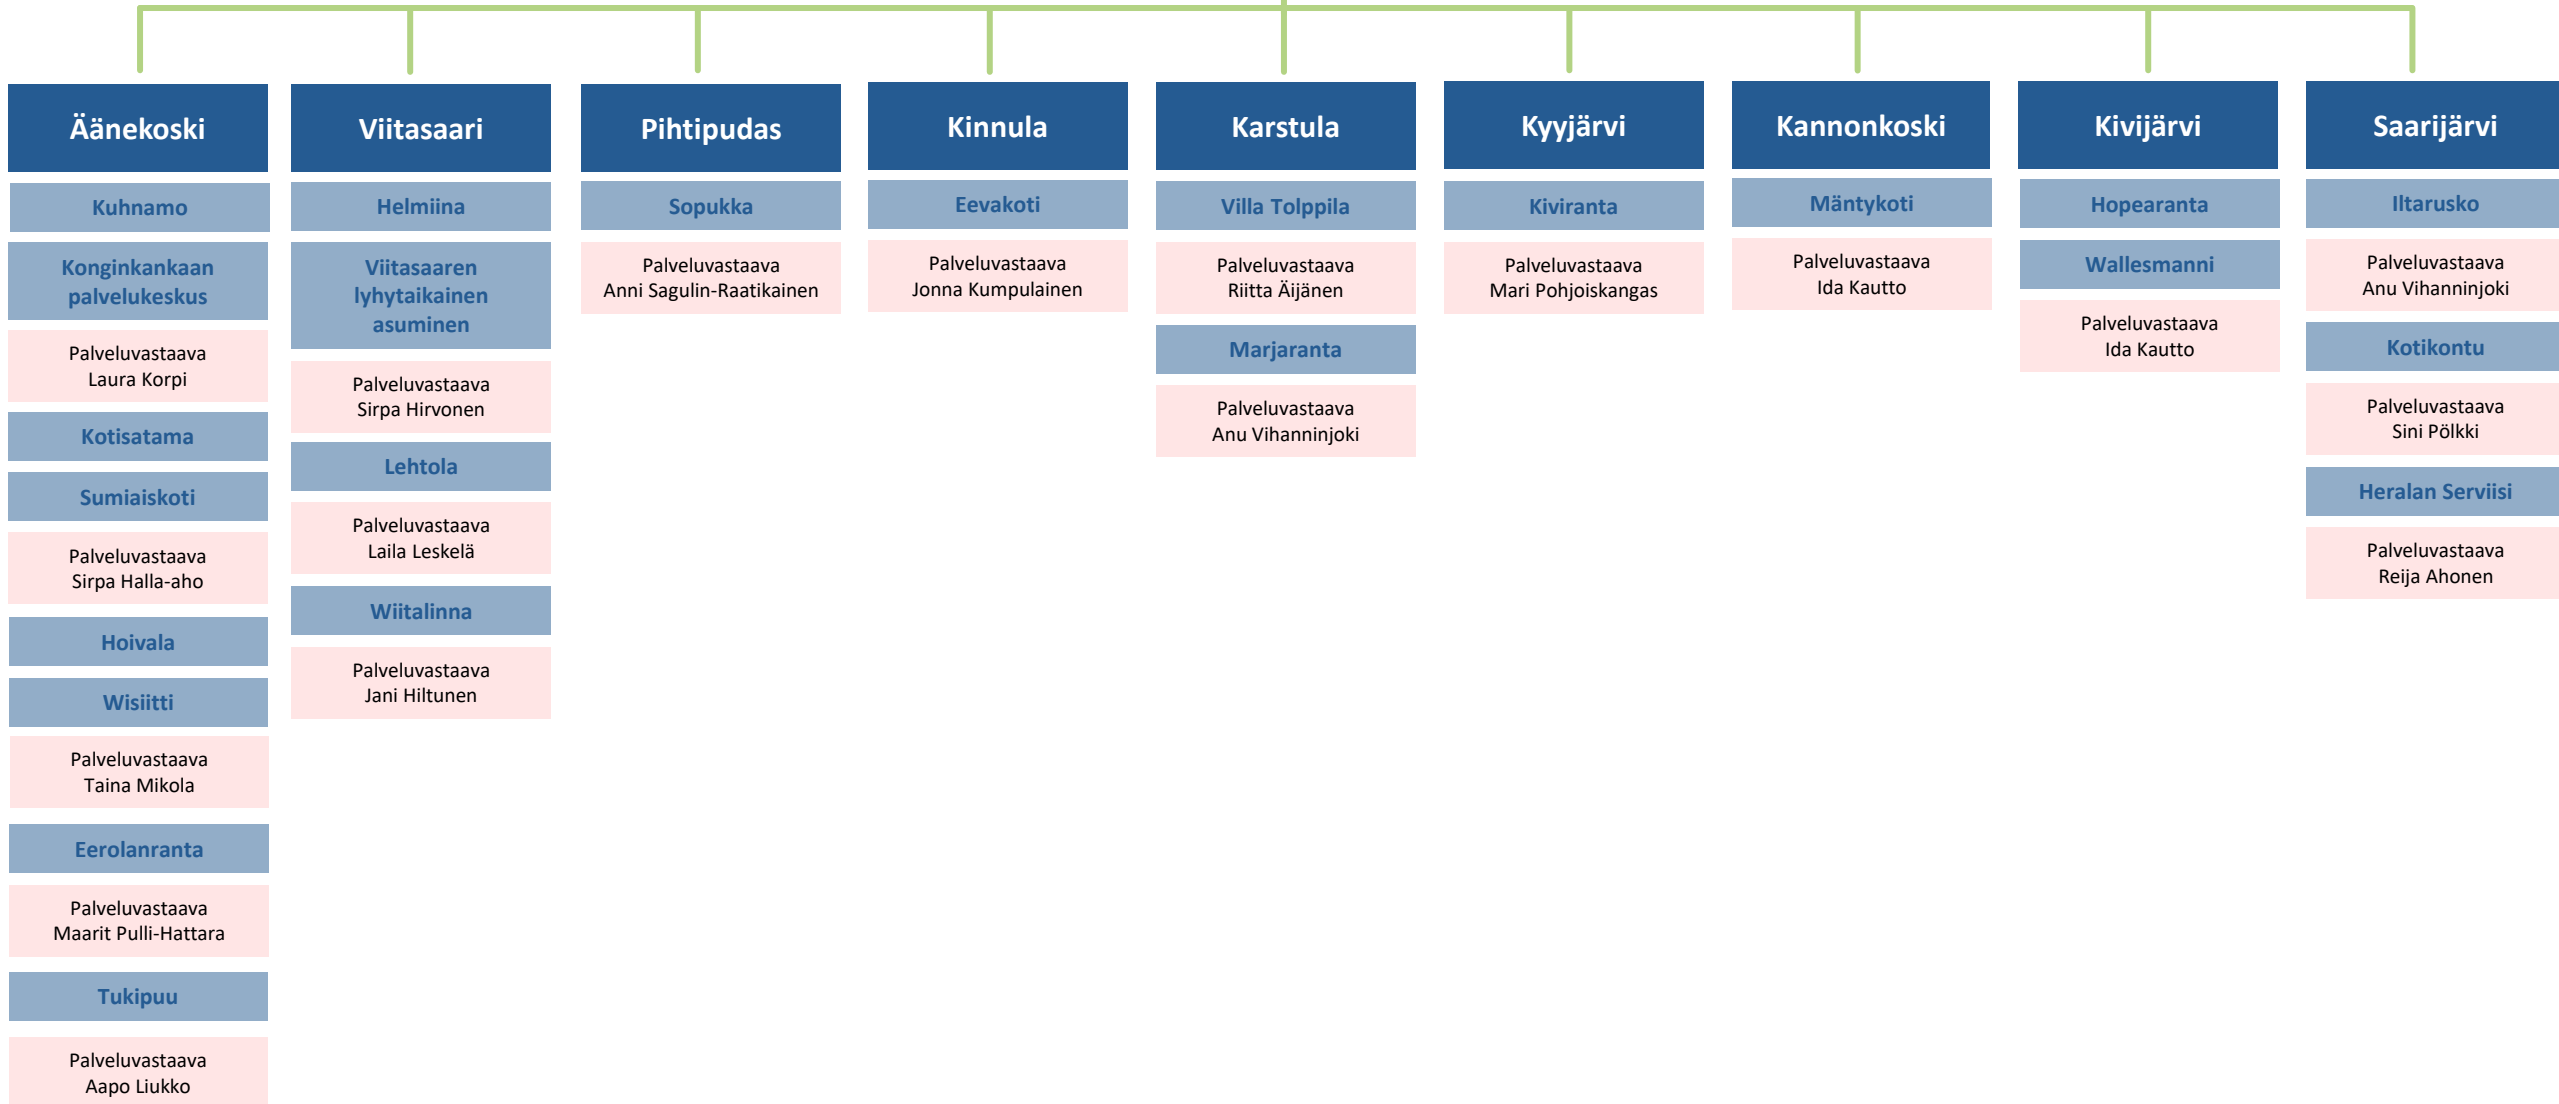 Äänekoski
Kuhnamo
Konginkankaan
palvelukeskus
Palveluvastaava
Laura Korpi
Kotisatama
Sumiaiskoti
Palveluvastaava
Sirpa Halla-aho
Hoivala
Wisiitti
Palveluvastaava
Taina Mikola
Eerolanranta
Palveluvastaava
Maarit Pulli-Hattara
Tukipuu
Palveluvastaava
Aapo Liukko
Viitasaari
Helmiina
Viitasaaren
lyhytaikainen
asuminen
Palveluvastaava
Sirpa Hirvonen
Lehtola
Palveluvastaava
Laila Leskelä
Wiitalinna
Palveluvastaava
Jani Hiltunen
Pihtipudas
Sopukka
Palveluvastaava
Anni Sagulin-Raatikainen
Kinnula
Eevakoti
Palveluvastaava
Jonna Kumpulainen
Karstula
Villa Tolppila
Palveluvastaava
Riitta Äijänen
Marjaranta
Palveluvastaava
Anu Vihanninjoki
Kyyjärvi
Kiviranta
Palveluvastaava
Mari Pohjoiskangas
Kannonkoski
Mäntykoti
Palveluvastaava
Ida Kautto
Kivijärvi
Hopearanta
Wallesmanni
Palveluvastaava
Ida Kautto
Saarijärvi
Iltarusko
Palveluvastaava
Anu Vihanninjoki
Kotikontu
Palveluvastaava
Sini Pölkki
Heralan Serviisi
Palveluvastaava
Reija Ahonen